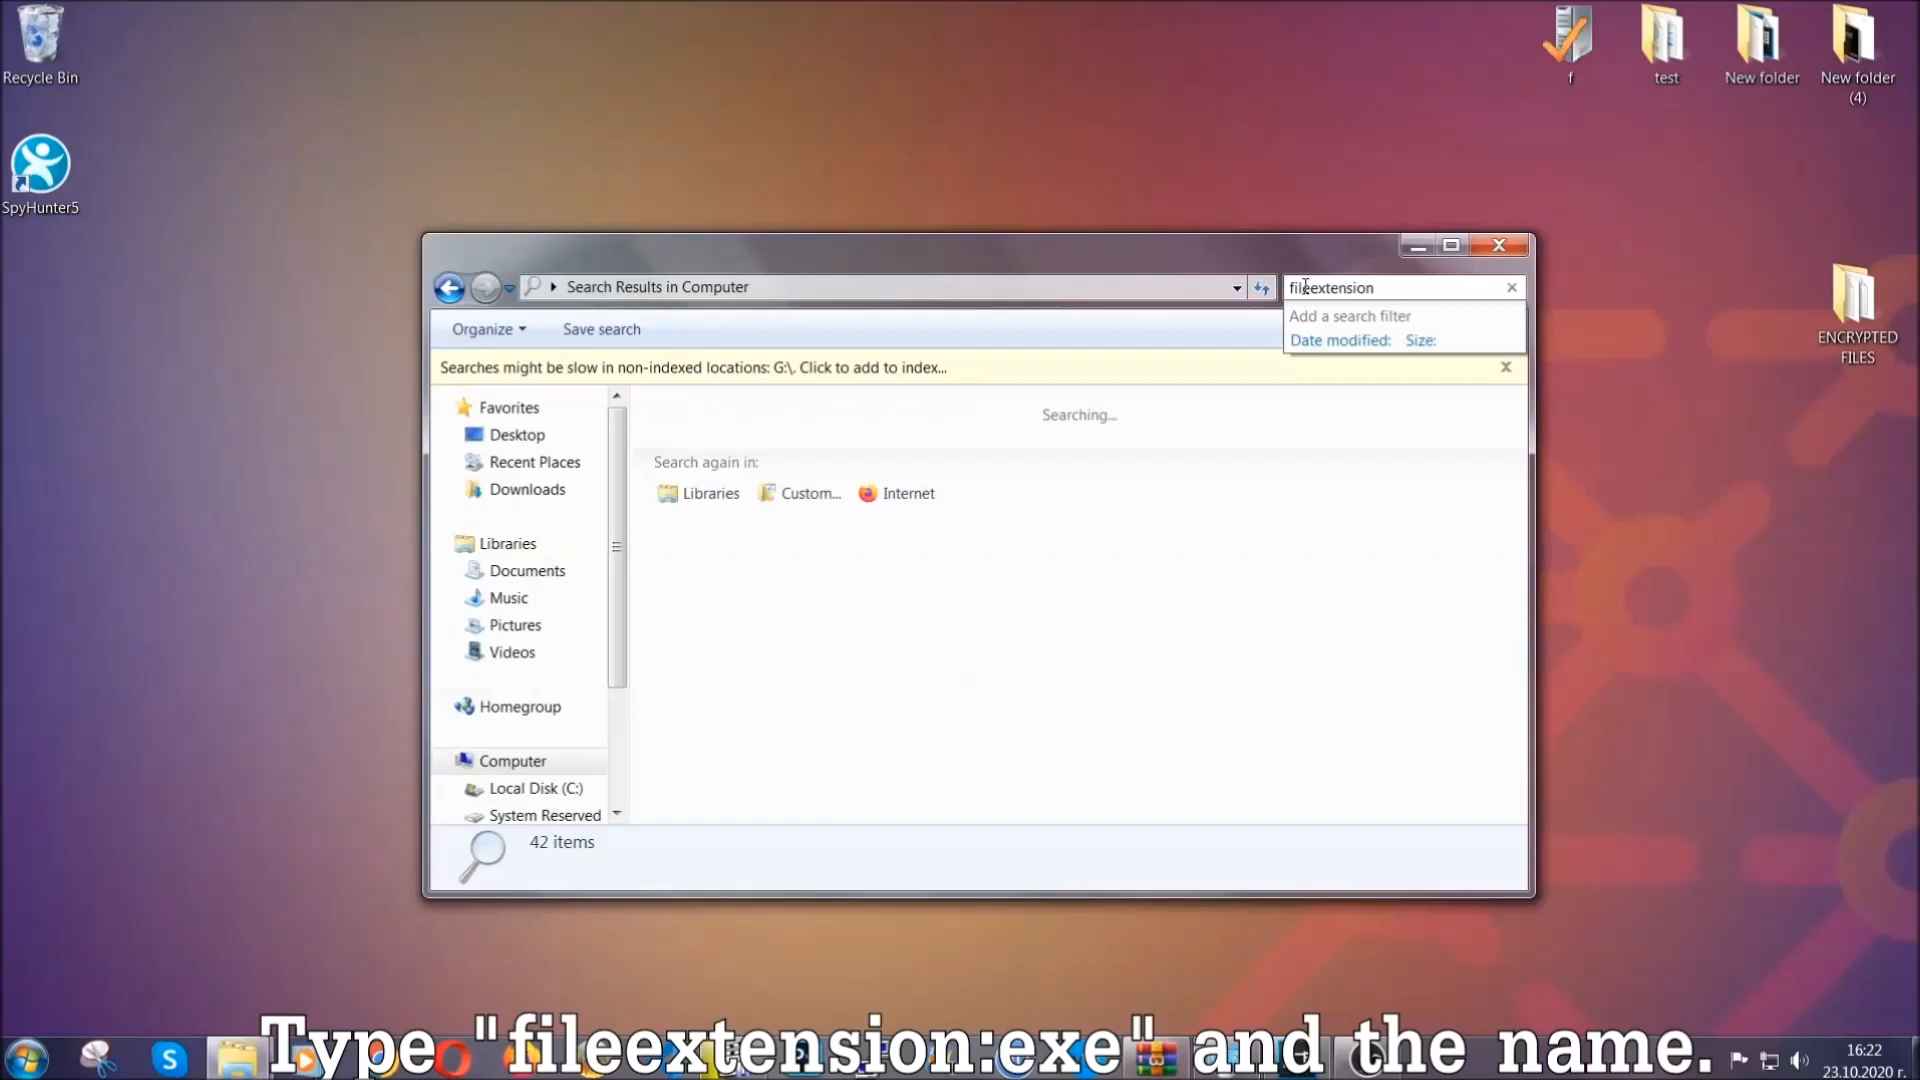 Recycle Bin
SpyHunter5
f
test
New folder
New folder
(4)
ENCRYPTED
FILES
Search Results in Computer
fileextension
Add a search filter
Date modified: Size:
Organize
Save search
Searches might be slow in non-indexed locations: G:\. Click to add to index...
Favorites
Desktop
Recent Places
Downloads
Libraries
Documents
Music
Pictures
Videos
Homegroup
Computer
Local Disk (C:)
System Reserved
Searching...
Search again in:
Libraries
Custom...
Internet
42 items
Type "fileextension:exe" and the name.
16:22
23.10.2020 г.